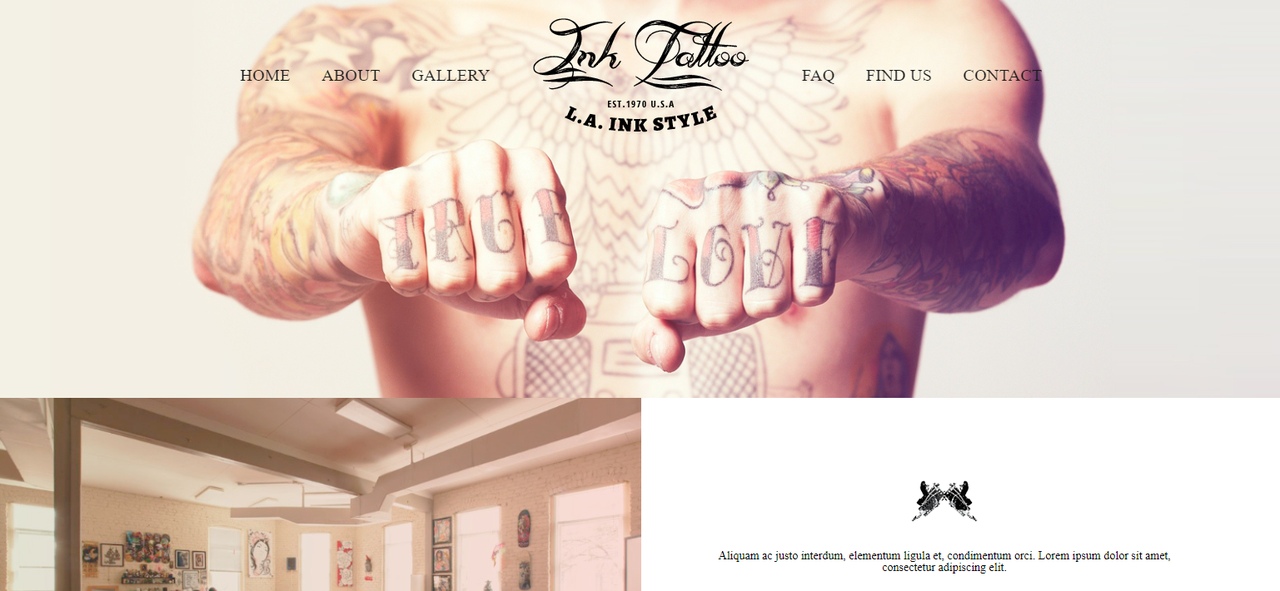 Ink Tattoo
HOME ABOUT GALLERY FAQ FIND US CONTACT
EST.1970 U.S.A
L.A. INK STYLE
TRUE LOVE
Aliquam ac justo interdum, elementum ligula et, condimentum orci. Lorem ipsum dolor sit amet,
consectetur adipiscing elit.